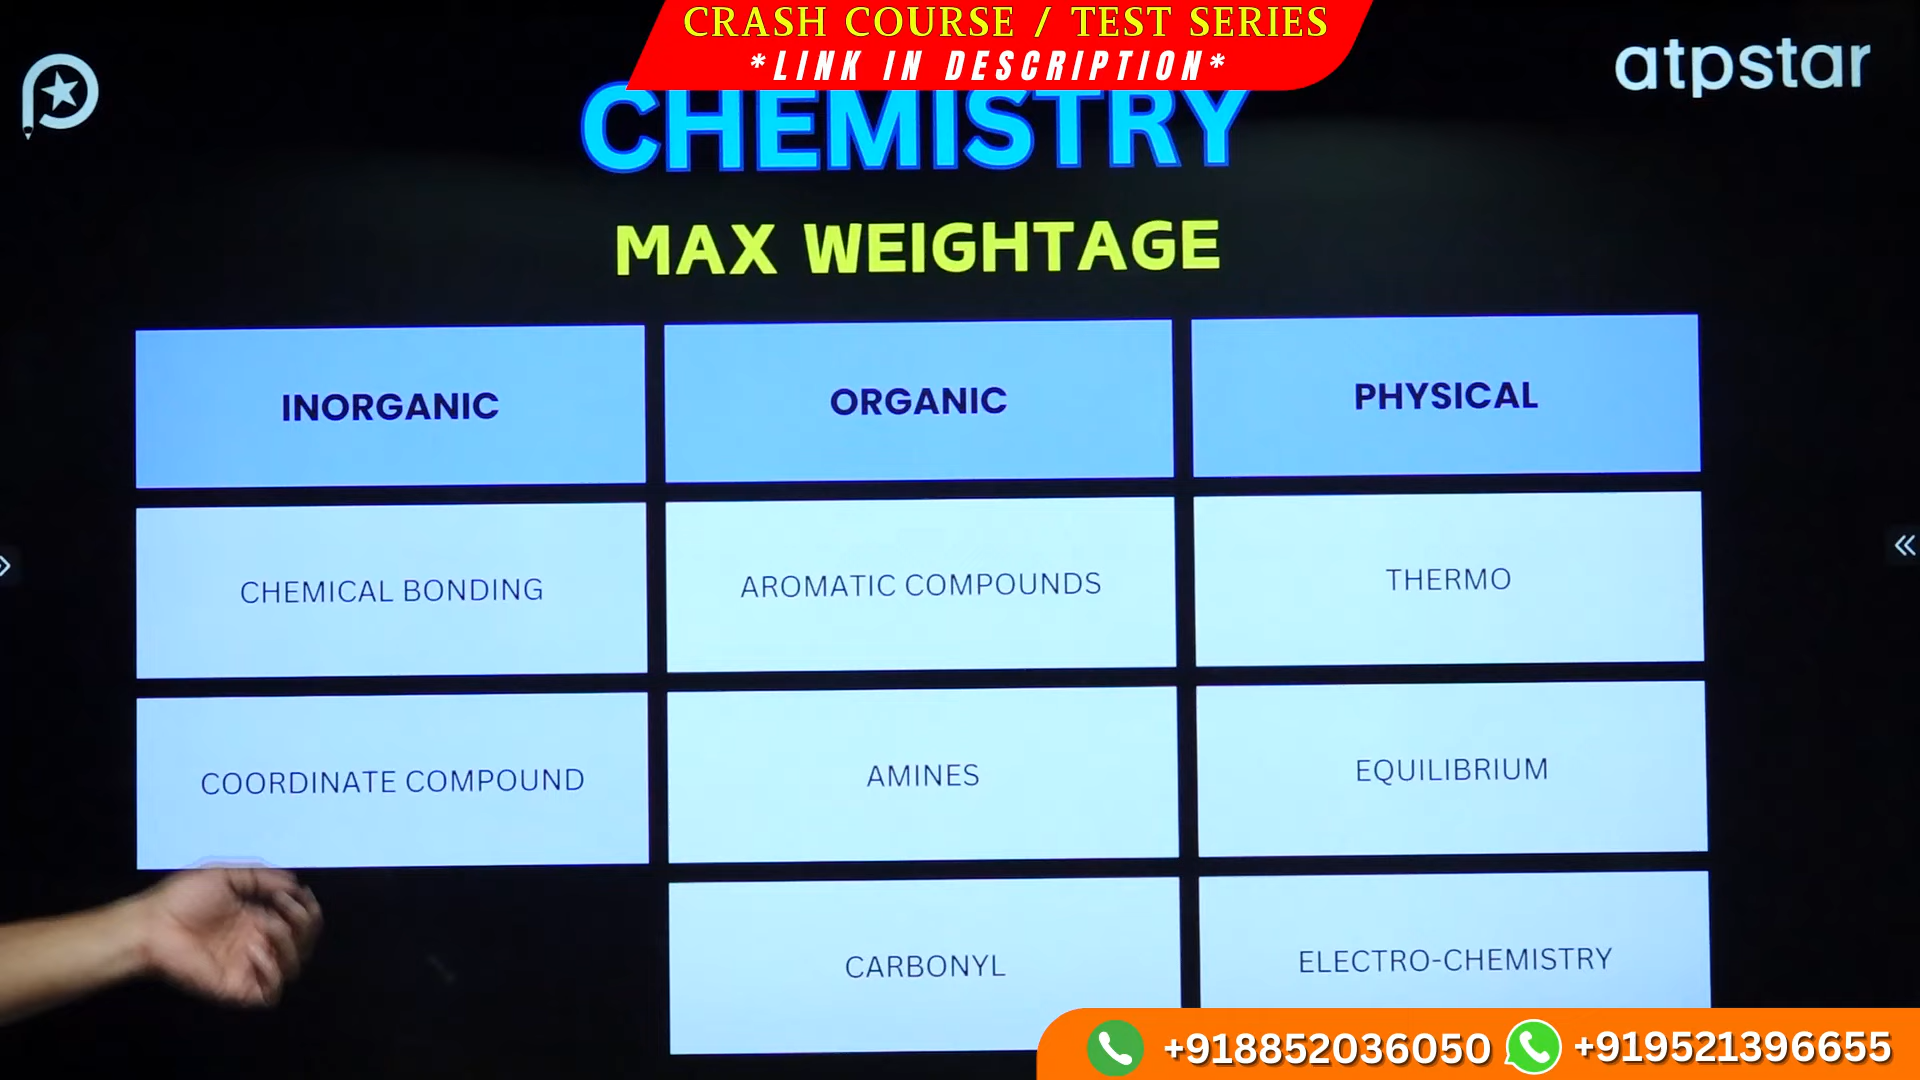 CRASH COURSE / TEST SERIES
*LINK IN DESCRIPTION*
atpstar
CHEMISTRY
MAX WEIGHTAGE
INORGANIC
ORGANIC
PHYSICAL
CHEMICAL BONDING
AROMATIC COMPOUNDS
THERMO
COORDINATE COMPOUND
AMINES
EQUILIBRIUM
CARBONYL
ELECTRO-CHEMISTRY
+918852036050
+919521396655